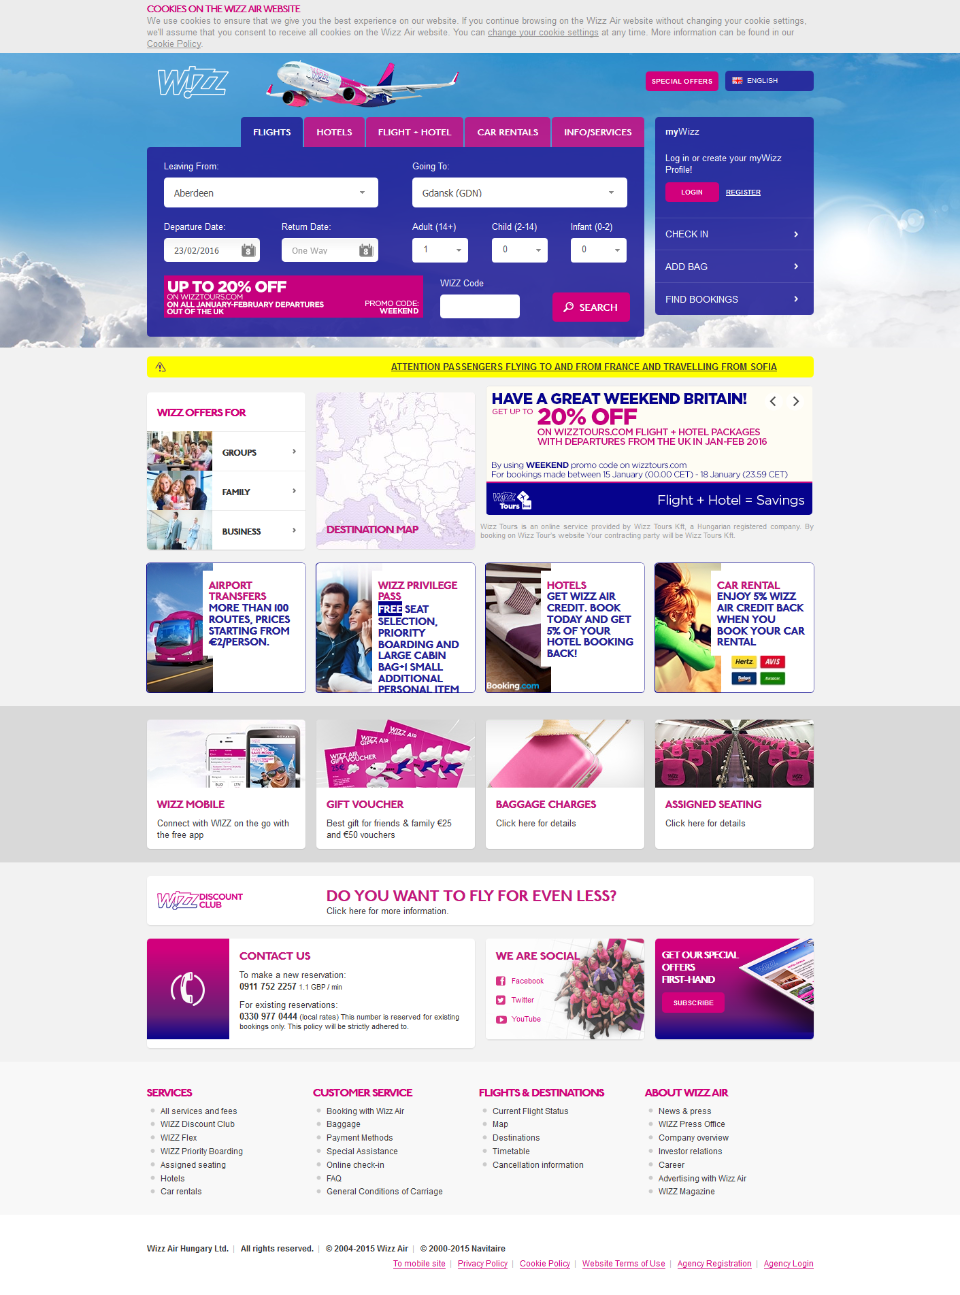 COOKIES ON THE WIZZ AIR WEBSITE
We use cookies to ensure that we give you the best experience on our website. If you continue browsing on the Wizz Air website without changing your cookie settings,
we'll assume that you consent to receive all cookies on the Wizz Air website. You can change your cookie settings at any time. More information can be found in our
Cookie Policy.
WIZZ
SPECIAL OFFERS
ENGLISH
FLIGHTS
HOTELS
FLIGHT + HOTEL
CAR RENTALS
INFO/SERVICES
Leaving From:
Going To:
Aberdeen
Gdansk (GDN)
Departure Date:
Return Date:
Adult (14+)
Child (2-14)
Infant (0-2)
23/02/2016
One Way
1
0
0
UP TO 20% OFF
ON WIZZTOURS.COM
ON ALL JANUARY-FEBRUARY DEPARTURES
OUT OF THE UK
PROMO CODE:
WEEKEND
WIZZ Code
SEARCH
myWizz
Log in or create your myWizz
Profile!
LOGIN
REGISTER
CHECK IN
ADD BAG
FIND BOOKINGS
ATTENTION PASSENGERS FLYING TO AND FROM FRANCE AND TRAVELLING FROM SOFIA
WIZZ OFFERS FOR
GROUPS
FAMILY
BUSINESS
DESTINATION MAP
HAVE A GREAT WEEKEND BRITAIN!
GET UP TO 20% OFF
ON WIZZTOURS.COM FLIGHT + HOTEL PACKAGES
WITH DEPARTURES FROM THE UK IN JAN-FEB 2016
By using WEEKEND promo code on wizztours.com
For bookings made between 15 January (00.00 CET) - 18 January (23.59 CET)
WIZZ Tours
Flight + Hotel = Savings
Wizz Tours is an online service provided by Wizz Tours Kft, a Hungarian registered company. By
booking on Wizz Tour's website Your contracting party will be Wizz Tours Kft.
AIRPORT
TRANSFERS
MORE THAN 100
ROUTES, PRICES
STARTING FROM
€2/PERSON.
WIZZ PRIVILEGE
PASS
FREE SEAT
SELECTION,
PRIORITY
BOARDING AND
LARGE CABIN
BAG+1 SMALL
ADDITIONAL
PERSONAL ITEM
HOTELS
GET WIZZ AIR
CREDIT. BOOK
TODAY AND GET
5% OF YOUR
HOTEL BOOKING
BACK!
Booking.com
CAR RENTAL
ENJOY 5% WIZZ
AIR CREDIT BACK
WHEN YOU
BOOK YOUR CAR
RENTAL
Hertz
AVIS
WIZZ AIR
GIFT VOUCHER
WIZZ MOBILE
Connect with WIZZ on the go with
the free app
GIFT VOUCHER
Best gift for friends & family €25
and €50 vouchers
BAGGAGE CHARGES
Click here for details
ASSIGNED SEATING
Click here for details
WIZZ DISCOUNT
CLUB
DO YOU WANT TO FLY FOR EVEN LESS?
Click here for more information.
CONTACT US
To make a new reservation:
0911 752 2257 1.1 GBP / min
For existing reservations:
0330 977 0444 (local rates) This number is reserved for existing
bookings only. This policy will be strictly adhered to.
WE ARE SOCIAL
Facebook
Twitter
YouTube
GET OUR SPECIAL
OFFERS
FIRST-HAND
SUBSCRIBE
SERVICES
All services and fees
WIZZ Discount Club
WIZZ Flex
WIZZ Priority Boarding
Assigned seating
Hotels
Car rentals
CUSTOMER SERVICE
Booking with Wizz Air
Baggage
Payment Methods
Special Assistance
Online check-in
FAQ
General Conditions of Carriage
FLIGHTS & DESTINATIONS
Current Flight Status
Map
Destinations
Timetable
Cancellation information
ABOUT WIZZ AIR
News & press
WIZZ Press Office
Company overview
Investor relations
Career
Advertising with Wizz Air
WIZZ Magazine
Wizz Air Hungary Ltd. | All rights reserved. | © 2004-2015 Wizz Air | © 2000-2015 Navitaire
To mobile site | Privacy Policy | Cookie Policy | Website Terms of Use | Agency Registration | Agency Login